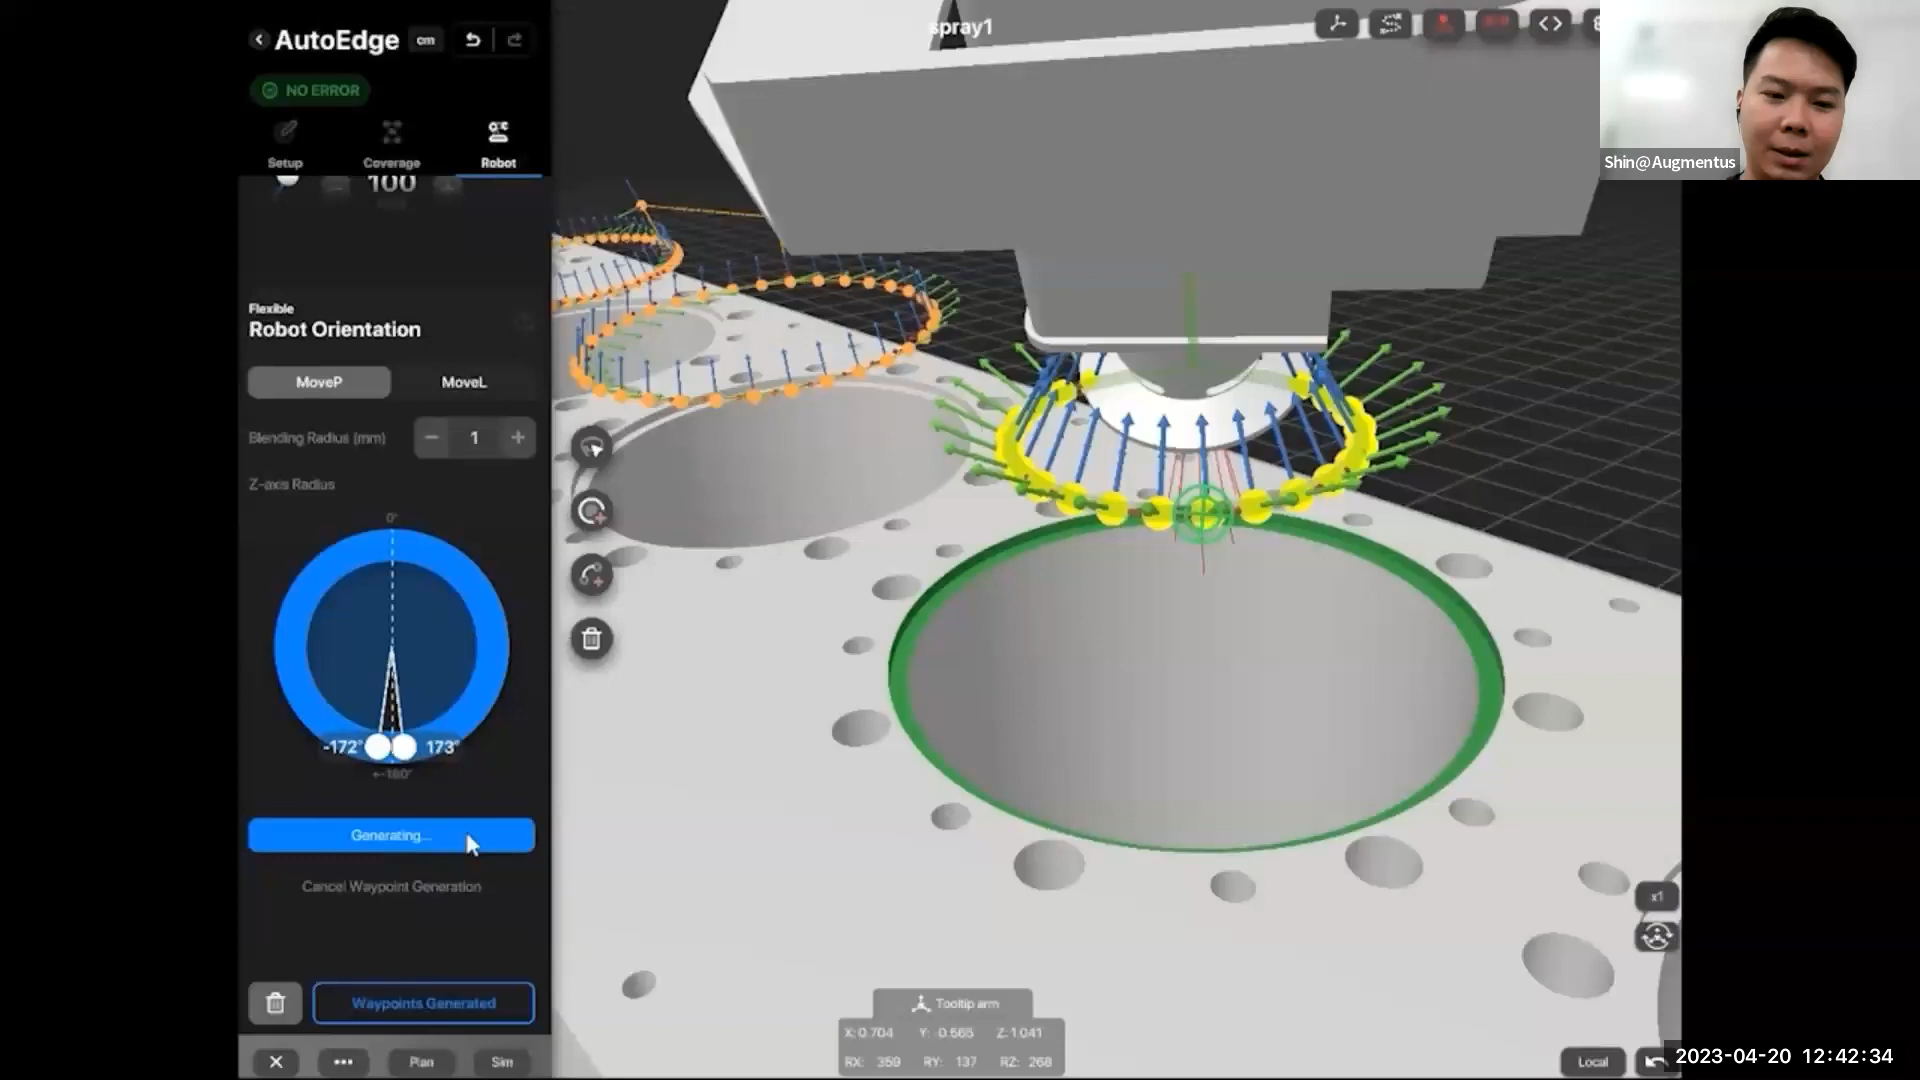 AutoEdge cm
spray1
NO ERROR
Setup Coverage Robot
100
Flexible
Robot Orientation
MoveP MoveL
Blending Radius (mm) − 1 +
Z-axis Radius
0°
-172° 173°
+-180°
Generating...
Cancel Waypoint Generation
Waypoints Generated
Plan Sim
Shin@Augmentus
x1
Tooltip arm
X: 0.704 Y: -0.565 Z: 1.041
RX: 359 RY: 137 RZ: 268
Local
2023-04-20 12:42:34